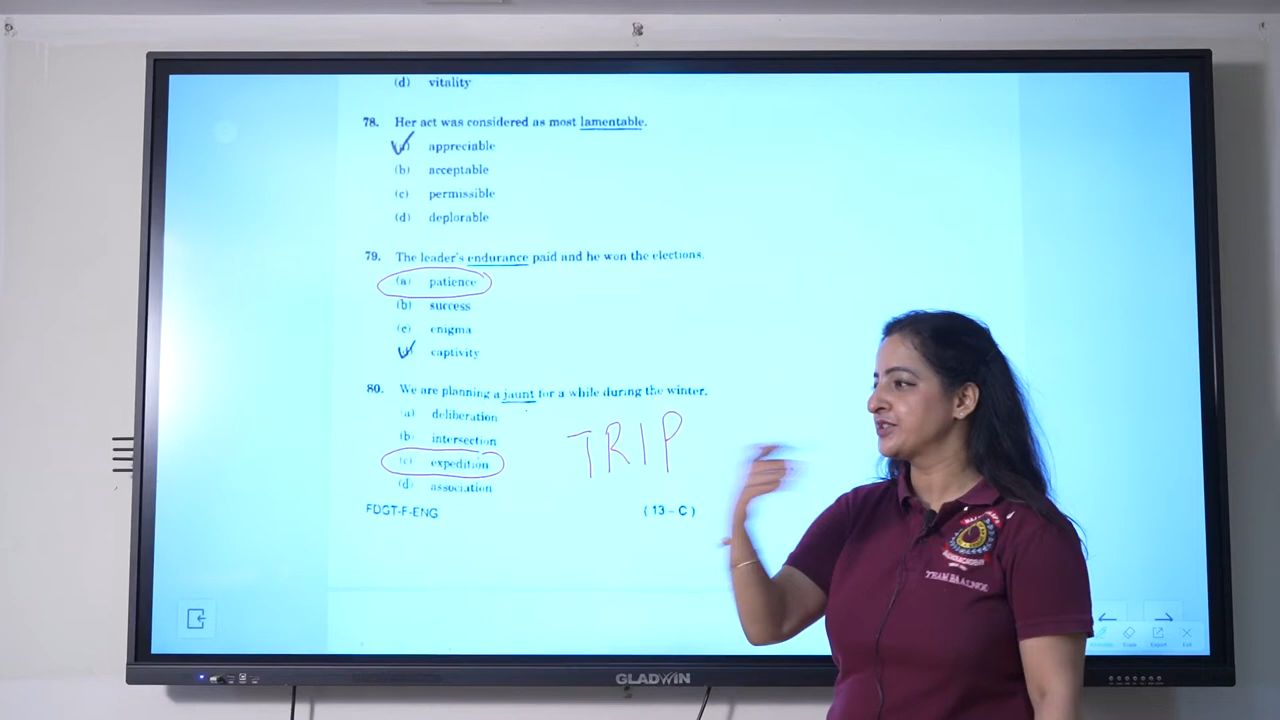 (d) vitality
78. Her act was considered as most lamentable.
(a) appreciable
(b) acceptable
(c) permissible
(d) deplorable
79. The leader's endurance paid and he won the elections.
(a) patience
(b) success
(c) enigma
captivity
80. We are planning a jaunt for a while during the winter.
(a) deliberation
(b) intersection
(c) expedition
(d) association
TRIP
FDGT-F-ENG (13 – C)
Export Exit
GLADWIN
TEAM BAALNOI